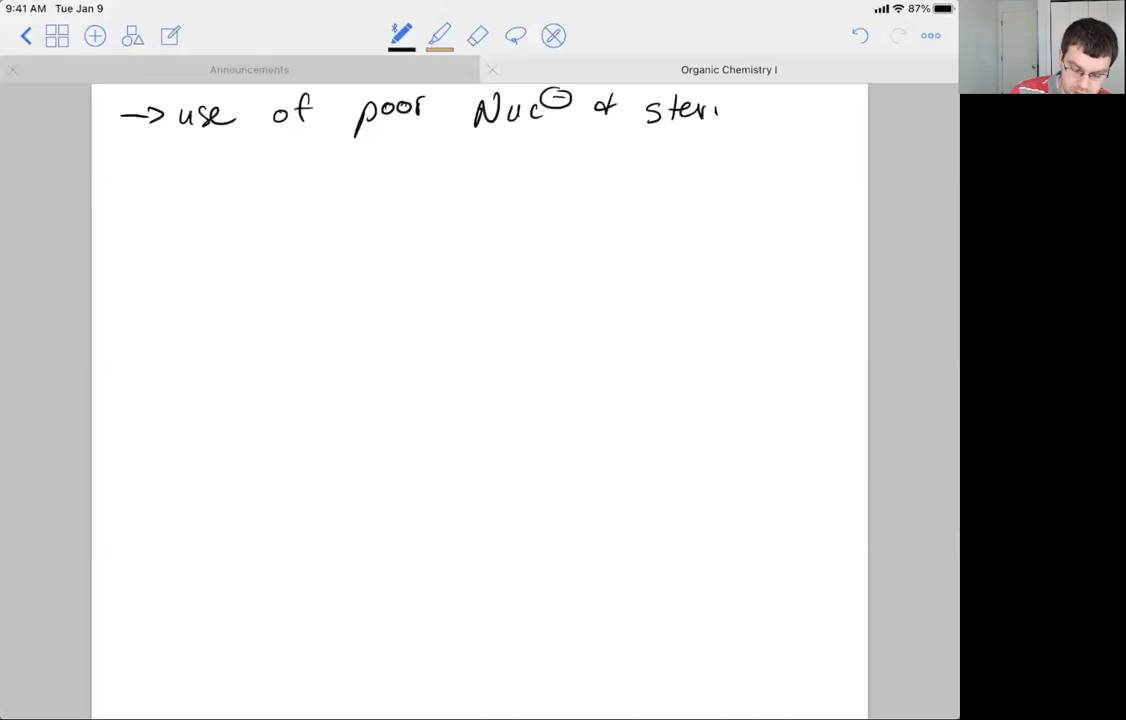 9:41 AM Tue Jan 9 87%
Announcements Organic Chemistry I
→ use of poor Nuc⊖ & steri